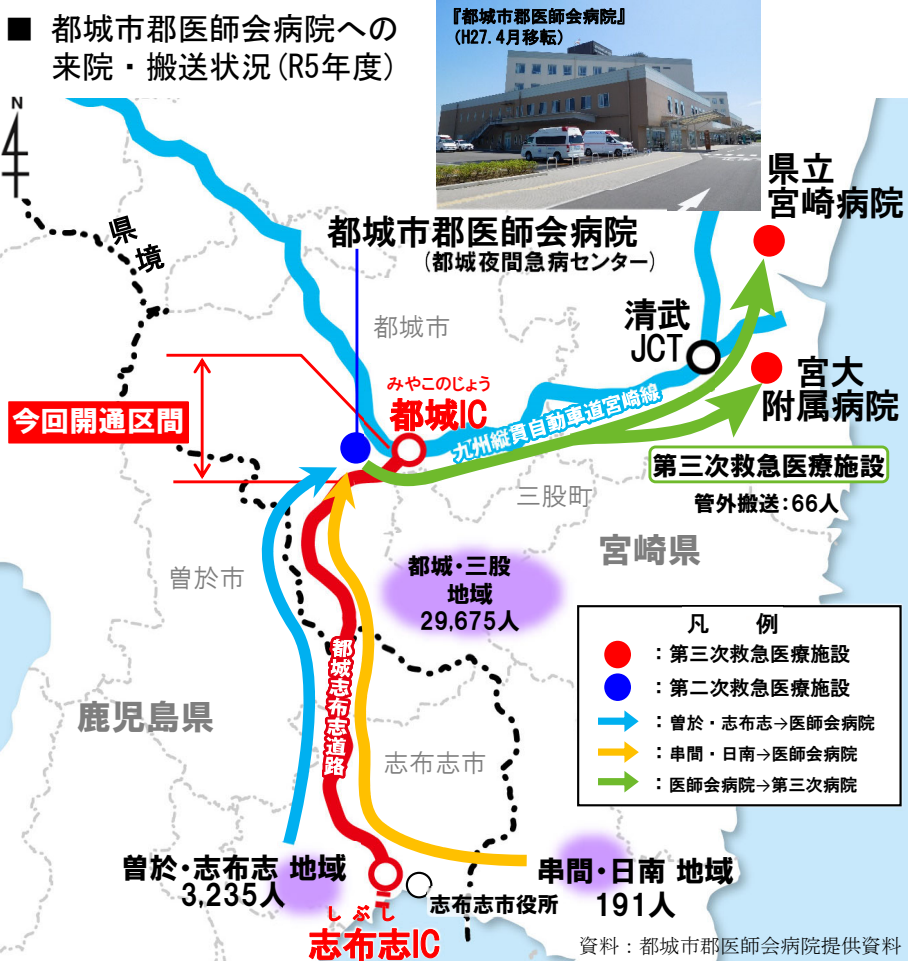 ■ 都城市郡医師会病院への
来院・搬送状況(R5年度)
『都城市郡医師会病院』
(H27.4月移転)
N
県境
県立
宮崎病院
都城市郡医師会病院
(都城夜間急病センター)
都城市
清武
JCT
宮大
附属病院
みやこのじょう
都城IC
九州縦貫自動車道宮崎線
今回開通区間
第三次救急医療施設
管外搬送:66人
三股町
宮崎県
曽於市
都城・三股
地域
29,675人
凡 例
:第三次救急医療施設
:第二次救急医療施設
:曽於・志布志→医師会病院
:串間・日南→医師会病院
:医師会病院→第三次病院
都城志布志道路
鹿児島県
志布志市
曽於・志布志 地域
3,235人
串間・日南 地域
191人
志布志市役所
しぶし
志布志IC
資料:都城市郡医師会病院提供資料